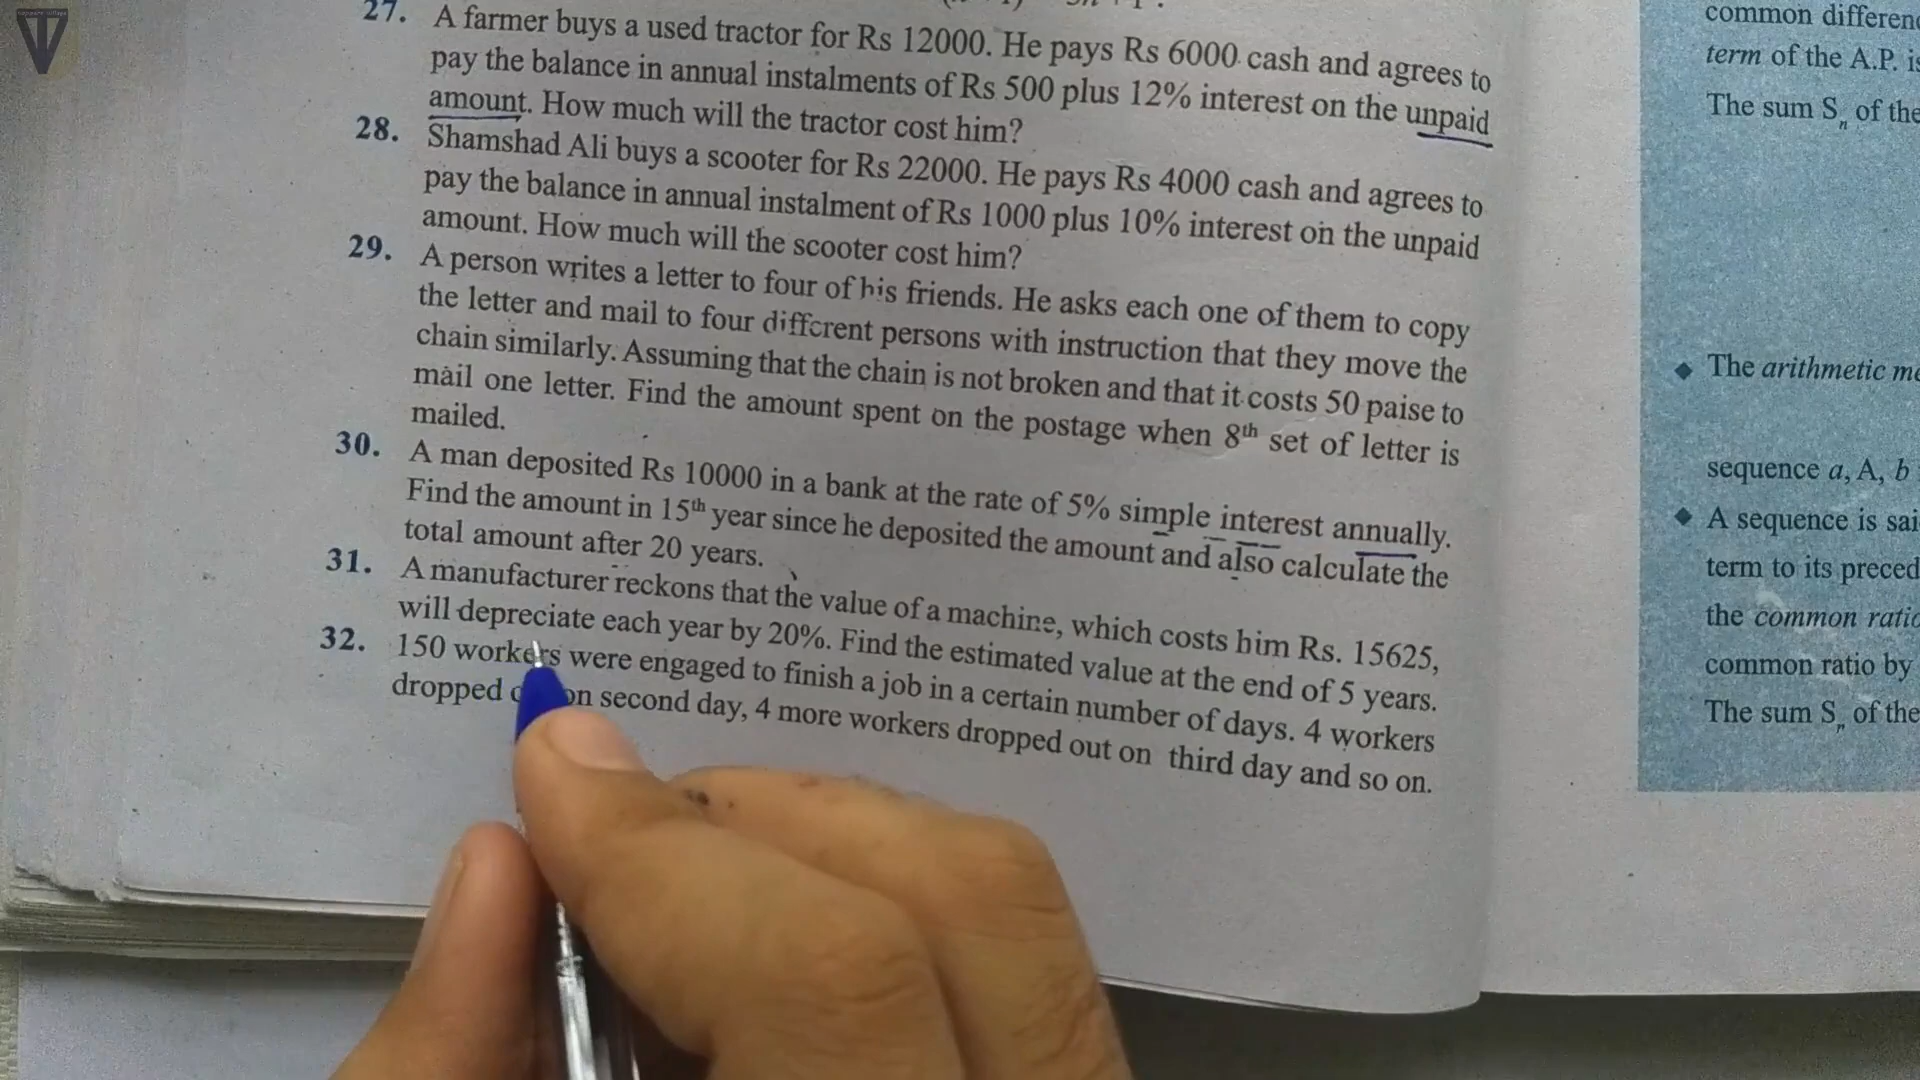 27. A farmer buys a used tractor for Rs 12000. He pays Rs 6000 cash and agrees to
pay the balance in annual instalments of Rs 500 plus 12% interest on the unpaid
amount. How much will the tractor cost him?
28. Shamshad Ali buys a scooter for Rs 22000. He pays Rs 4000 cash and agrees to
pay the balance in annual instalment of Rs 1000 plus 10% interest on the unpaid
amount. How much will the scooter cost him?
29. A person writes a letter to four of his friends. He asks each one of them to copy
the letter and mail to four different persons with instruction that they move the
chain similarly. Assuming that the chain is not broken and that it costs 50 paise to
mail one letter. Find the amount spent on the postage when 8th set of letter is
mailed.
30. A man deposited Rs 10000 in a bank at the rate of 5% simple interest annually.
Find the amount in 15th year since he deposited the amount and also calculate the
total amount after 20 years.
31. A manufacturer reckons that the value of a machine, which costs him Rs. 15625,
will depreciate each year by 20%. Find the estimated value at the end of 5 years.
32. 150 workers were engaged to finish a job in a certain number of days. 4 workers
dropped on second day, 4 more workers dropped out on third day and so on.
common
term of the A.P.
The sum Sn of the
◆ The arithmetic
sequence a, A, b
◆ A sequence is
term to its
the common
common ratio by
The sum Sn of the